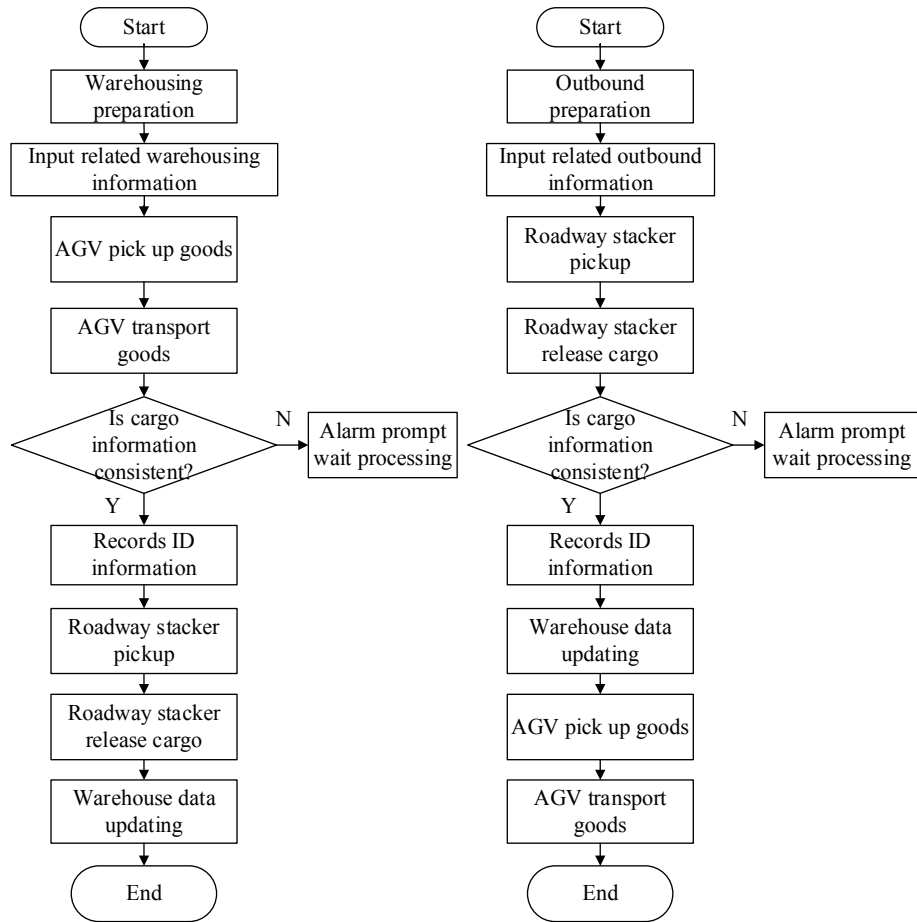 Start
Warehousing
preparation
Input related warehousing
information
AGV pick up goods
AGV transport
goods
Is cargo
information
consistent?
N
Alarm prompt
wait processing
Y
Records ID
information
Roadway stacker
pickup
Roadway stacker
release cargo
Warehouse data
updating
End
Start
Outbound
preparation
Input related outbound
information
Roadway stacker
pickup
Roadway stacker
release cargo
Is cargo
information
consistent?
N
Alarm prompt
wait processing
Y
Records ID
information
Warehouse data
updating
AGV pick up goods
AGV transport
goods
End